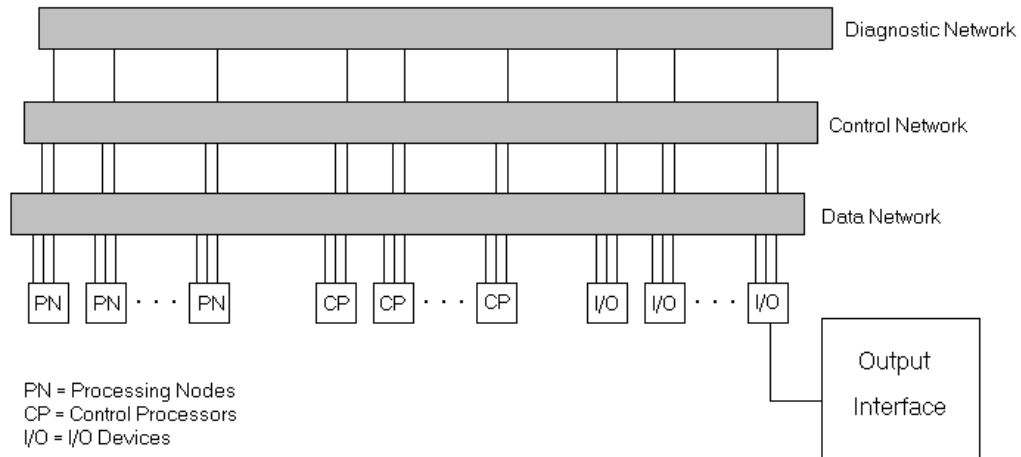 Diagnostic Network
Control Network
Data Network
PN PN · · · PN CP CP · · · CP I/O I/O · · · I/O
Output
Interface
PN = Processing Nodes
CP = Control Processors
I/O = I/O Devices